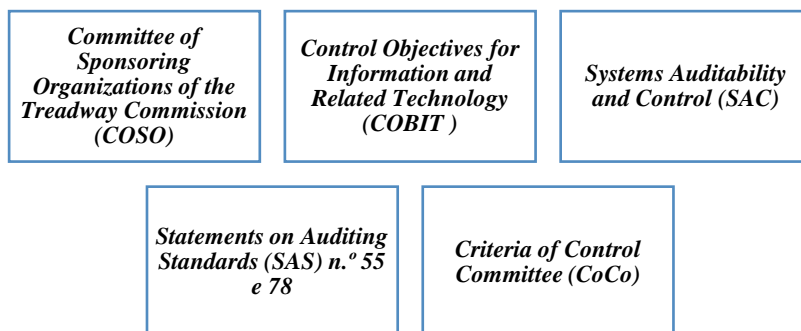 Committee of
Sponsoring
Organizations of the
Treadway Commission
(COSO)
Control Objectives for
Information and
Related Technology
(COBIT )
Systems Auditability
and Control (SAC)
Statements on Auditing
Standards (SAS) n.º 55
e 78
Criteria of Control
Committee (CoCo)